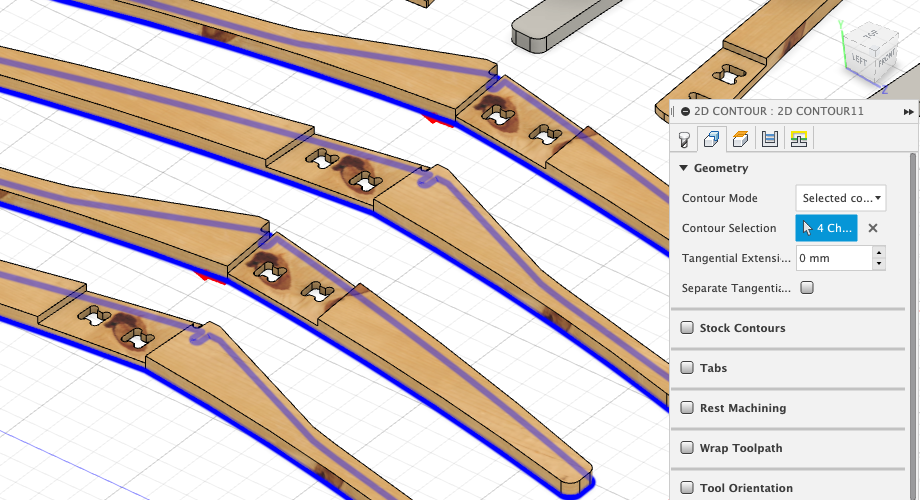 Y
TOP
LEFT
FRONT
Z
2D CONTOUR : 2D CONTOUR11
Geometry
Contour Mode
Selected co...
Contour Selection
4 Ch...
Tangential Extensi...
0 mm
Separate Tangenti...
Stock Contours
Tabs
Rest Machining
Wrap Toolpath
Tool Orientation